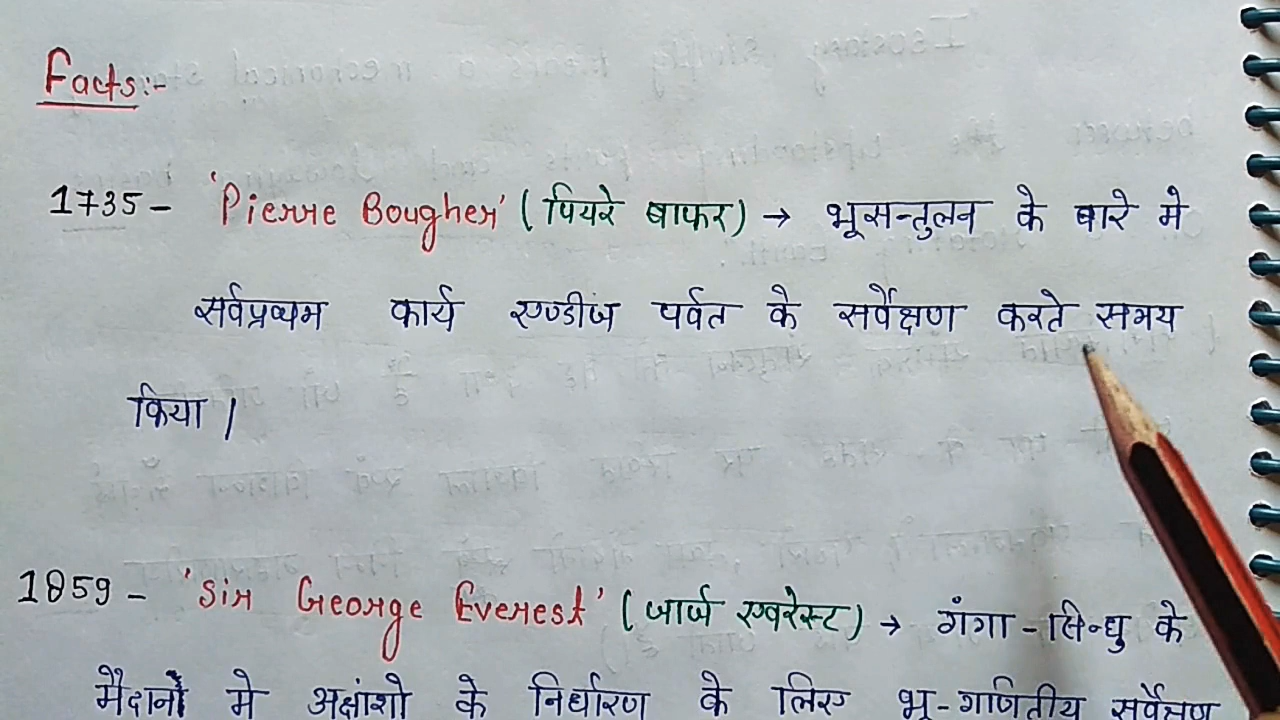 Facts:-
1735 - 'Pierre Bougher' (पियरे बाफर) → भूसन्तुलन के बारे मे
सर्वप्रथम कार्य एण्डीज पर्वत के सर्वेक्षण करते समय
किया |
1859 - 'Sir George Everest' (जार्ज एवरेस्ट) → गंगा - सिन्धु के
मैदानों मे अक्षांशो के निर्धारण के लिए भू-गणितीय सर्वेक्षण